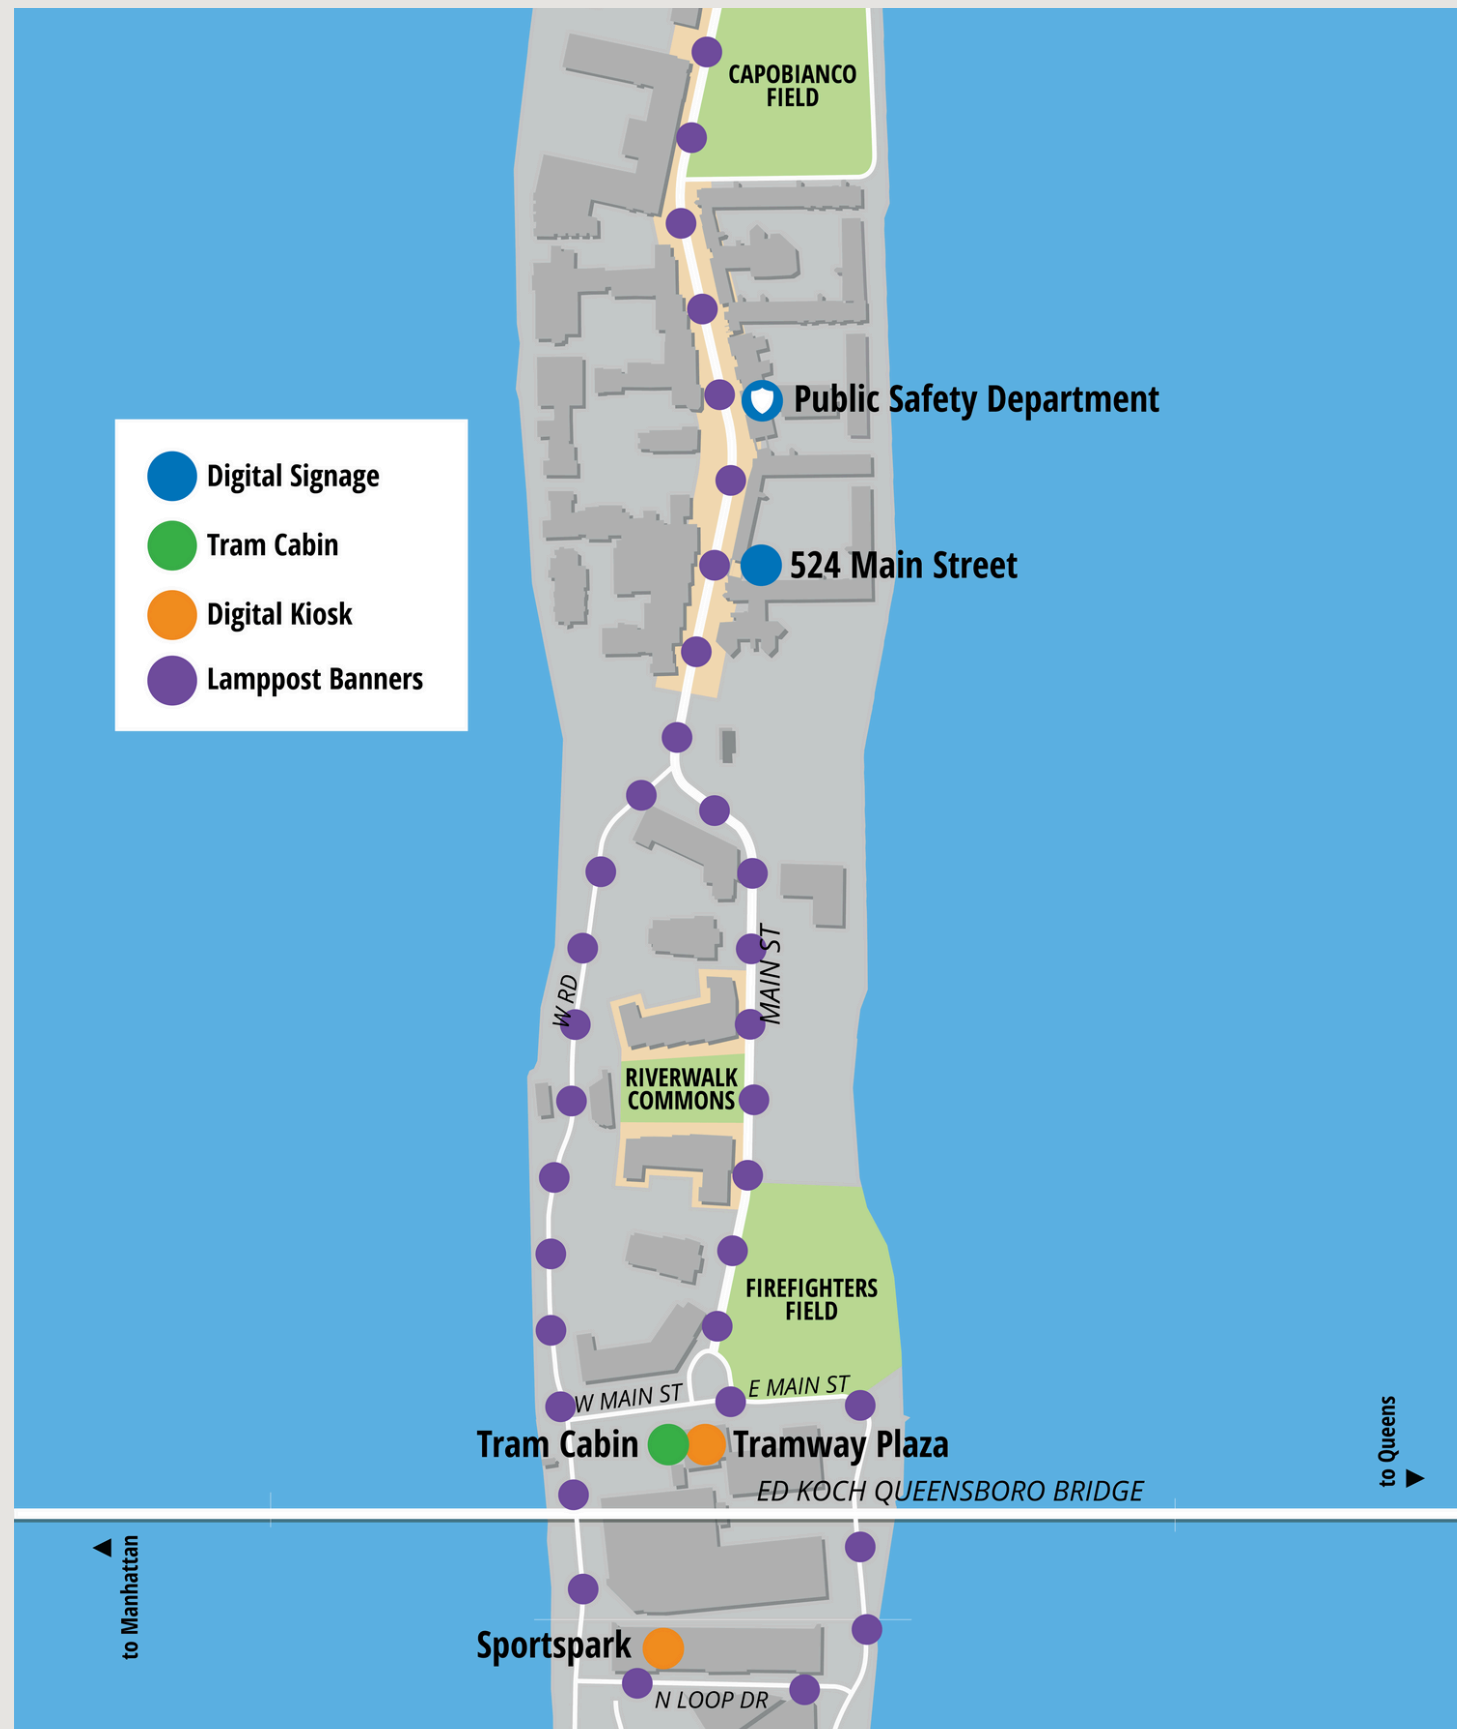 CAPOBIANCO
FIELD
Public Safety Department
Digital Signage
Tram Cabin
Digital Kiosk
Lamppost Banners
524 Main Street
MAIN ST
W RD
RIVERWALK
COMMONS
FIREFIGHTERS
FIELD
W MAIN ST
E MAIN ST
Tram Cabin
Tramway Plaza
to Queens
ED KOCH QUEENSBORO BRIDGE
to Manhattan
Sportspark
N LOOP DR